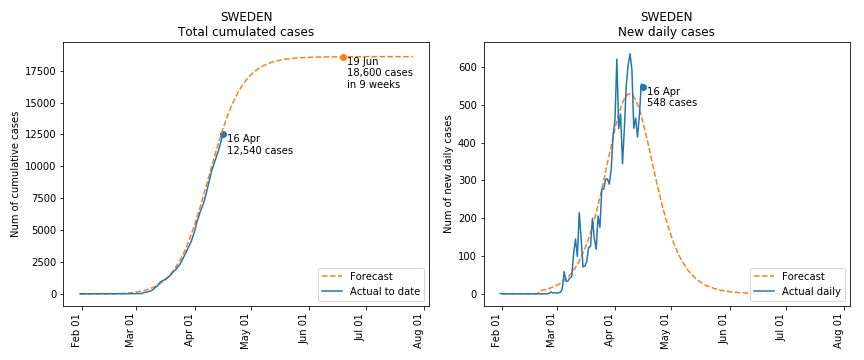 SWEDEN
Total cumulated cases
Num of cumulative cases
17500
15000
12500
10000
7500
5000
2500
0
19 Jun
18,600 cases
in 9 weeks
16 Apr
12,540 cases
Forecast
Actual to date
Feb 01
Mar 01
Apr 01
May 01
Jun 01
Jul 01
Aug 01
SWEDEN
New daily cases
Num of new daily cases
600
500
400
300
200
100
0
16 Apr
548 cases
Forecast
Actual daily
Feb 01
Mar 01
Apr 01
May 01
Jun 01
Jul 01
Aug 01